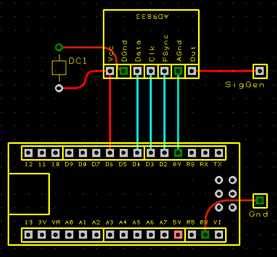 AD9833
Vcc DGnd Data Clk FSync AGnd Out
DC1
SigGen
12 11 10 D9 D8 D7 D6 D5 D4 D3 D2 0V RS RX TX
Gnd
13 3V VR A0 A1 A2 A3 A4 A5 A6 A7 5V RS 0V VI